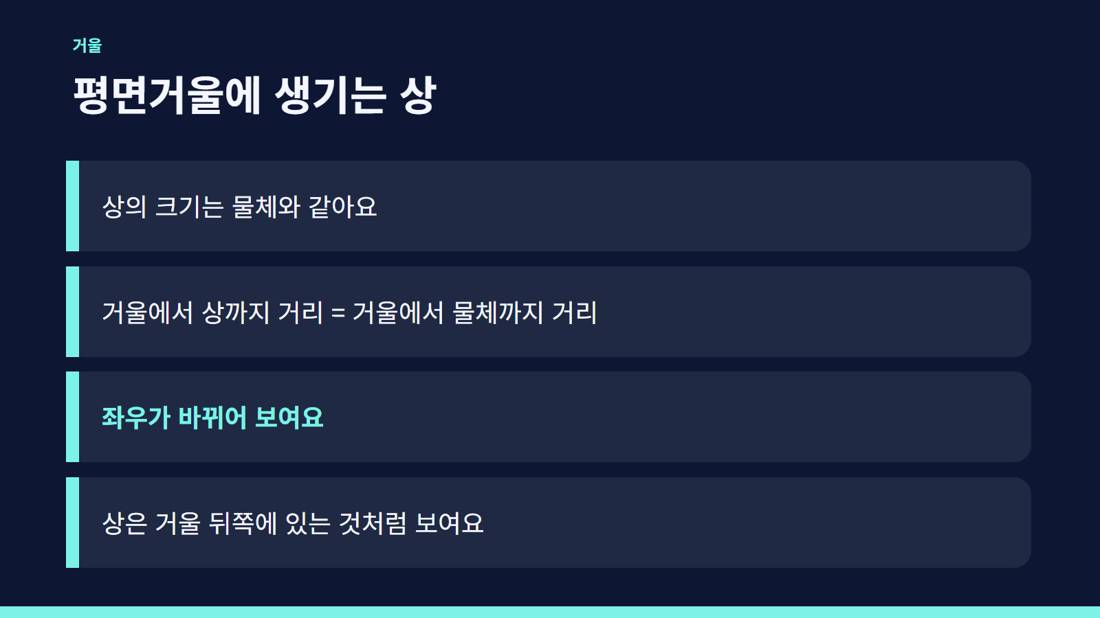 거울
평면거울에 생기는 상
상의 크기는 물체와 같아요
거울에서 상까지 거리 = 거울에서 물체까지 거리
좌우가 바뀌어 보여요
상은 거울 뒤쪽에 있는 것처럼 보여요